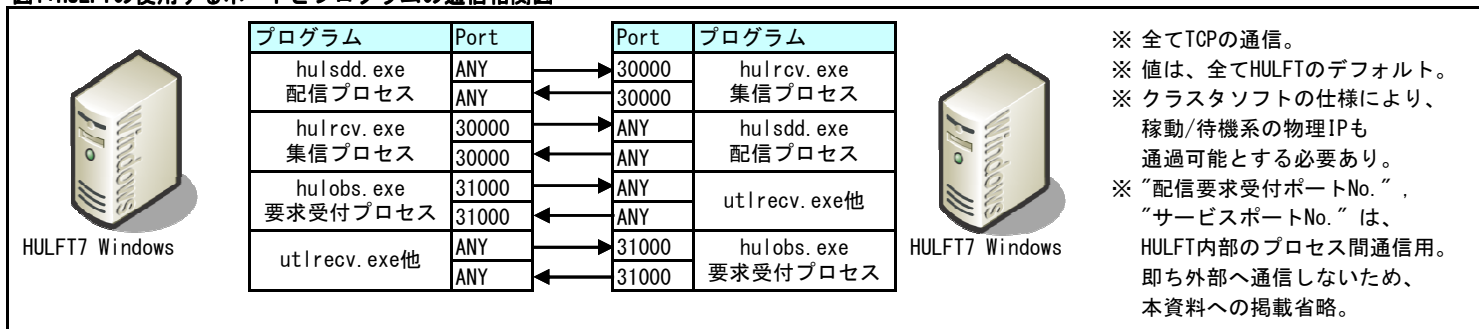 図1:HULFTの使用するポートとプログラムの通信相関図
プログラム Port Port プログラム
hulsdd.exe 配信プロセス ANY 30000 hulrcv.exe 集信プロセス
ANY 30000
hulrcv.exe 集信プロセス 30000 ANY hulsdd.exe 配信プロセス
30000 ANY
hulobs.exe 要求受付プロセス 31000 ANY utlrecv.exe他
31000 ANY
utlrecv.exe他 ANY 31000 hulobs.exe 要求受付プロセス
ANY 31000
Windows
HULFT7 Windows
Windows
HULFT7 Windows
※ 全てTCPの通信。
※ 値は、全てHULFTのデフォルト。
※ クラスタソフトの仕様により、
稼動/待機系の物理IPも
通過可能とする必要あり。
※ "配信要求受付ポートNo.",
"サービスポートNo." は、
HULFT内部のプロセス間通信用。
即ち外部へ通信しないため、
本資料への掲載省略。